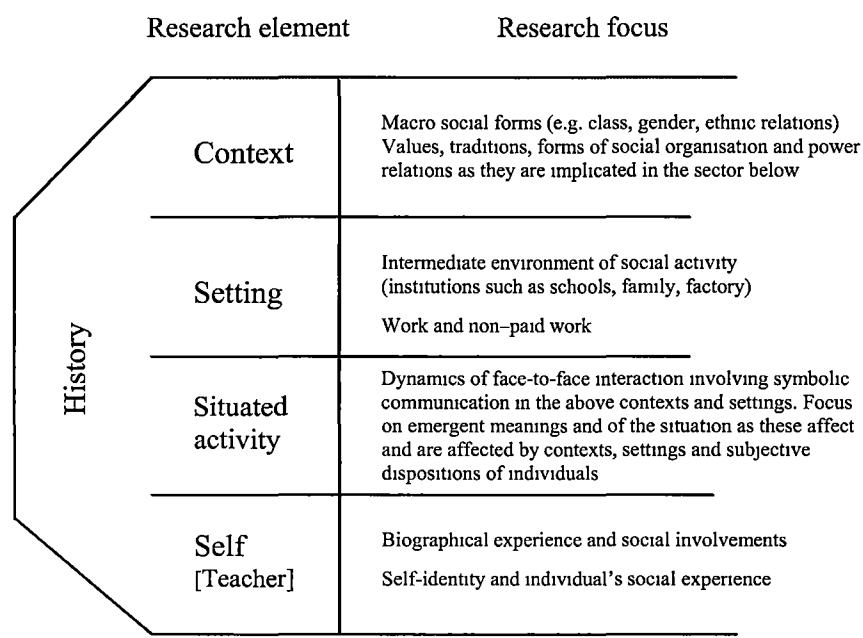 Research element
Research focus
History
Context
Macro social forms (e.g. class, gender, ethnic relations)
Values, traditions, forms of social organisation and power
relations as they are implicated in the sector below
Setting
Intermediate environment of social activity
(institutions such as schools, family, factory)
Work and non–paid work
Situated
activity
Dynamics of face-to-face interaction involving symbolic
communication in the above contexts and settings. Focus
on emergent meanings and of the situation as these affect
and are affected by contexts, settings and subjective
dispositions of individuals
Self
[Teacher]
Biographical experience and social involvements
Self-identity and individual's social experience